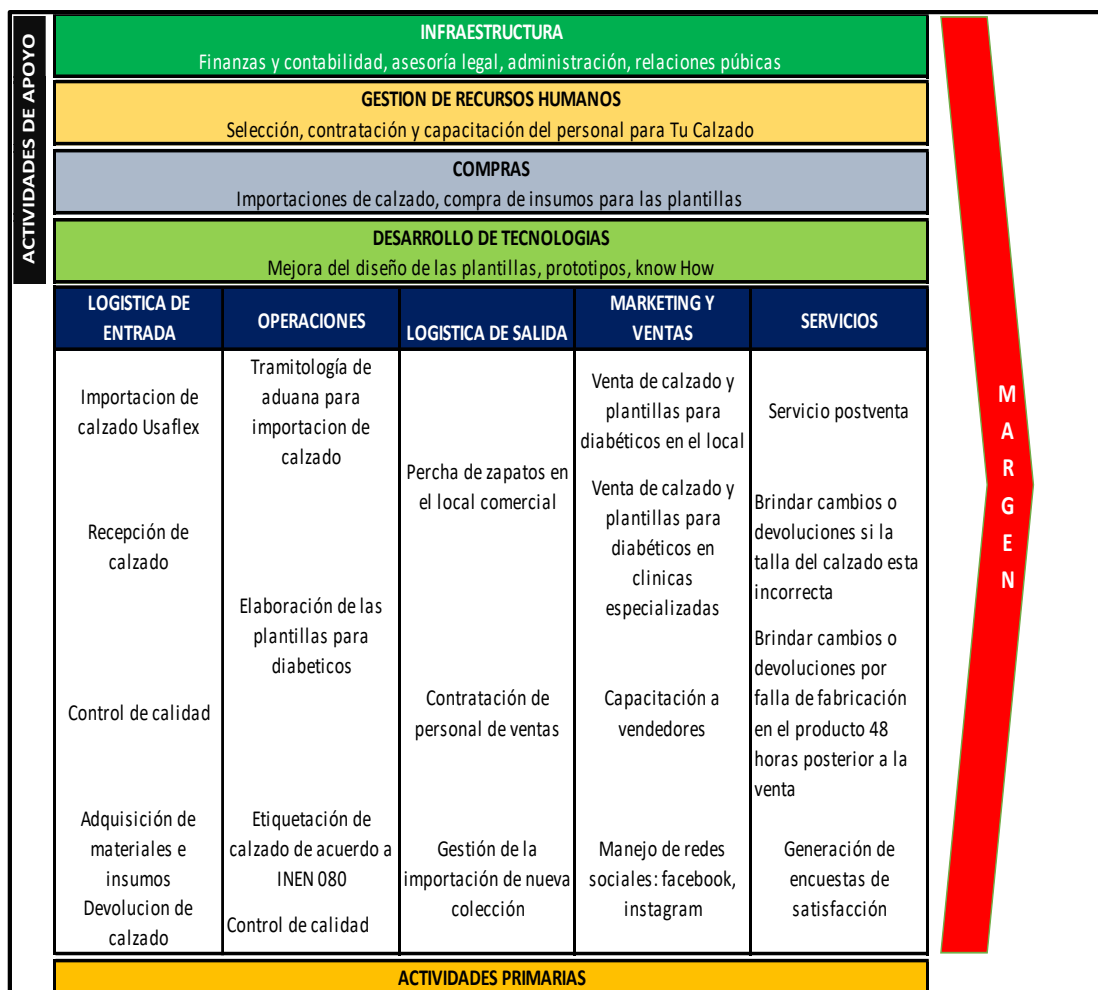 ACTIVIDADES DE APOYO
INFRAESTRUCTURA
Finanzas y contabilidad, asesoría legal, administración, relaciones púbicas
GESTION DE RECURSOS HUMANOS
Selección, contratación y capacitación del personal para Tu Calzado
COMPRAS
Importaciones de calzado, compra de insumos para las plantillas
DESARROLLO DE TECNOLOGIAS
Mejora del diseño de las plantillas, prototipos, know How
LOGISTICA DE
ENTRADA
OPERACIONES
LOGISTICA DE SALIDA
MARKETING Y
VENTAS
SERVICIOS
Importacion de
calzado Usaflex
Recepción de
calzado
Control de calidad
Adquisición de
materiales e
insumos
Devolucion de
calzado
Tramitología de
aduana para
importacion de
calzado
Elaboración de las
plantillas para
diabeticos
Etiquetación de
calzado de acuerdo a
INEN 080
Control de calidad
Percha de zapatos en
el local comercial
Contratación de
personal de ventas
Gestión de la
importación de nueva
colección
Venta de calzado y
plantillas para
diabéticos en el local
Venta de calzado y
plantillas para
diabéticos en
clinicas
especializadas
Capacitación a
vendedores
Manejo de redes
sociales: facebook,
instagram
Servicio postventa
Brindar cambios o
devoluciones si la
talla del calzado esta
incorrecta
Brindar cambios o
devoluciones por
falla de fabricación
en el producto 48
horas posterior a la
venta
Generación de
encuestas de
satisfacción
ACTIVIDADES PRIMARIAS
MARGEN